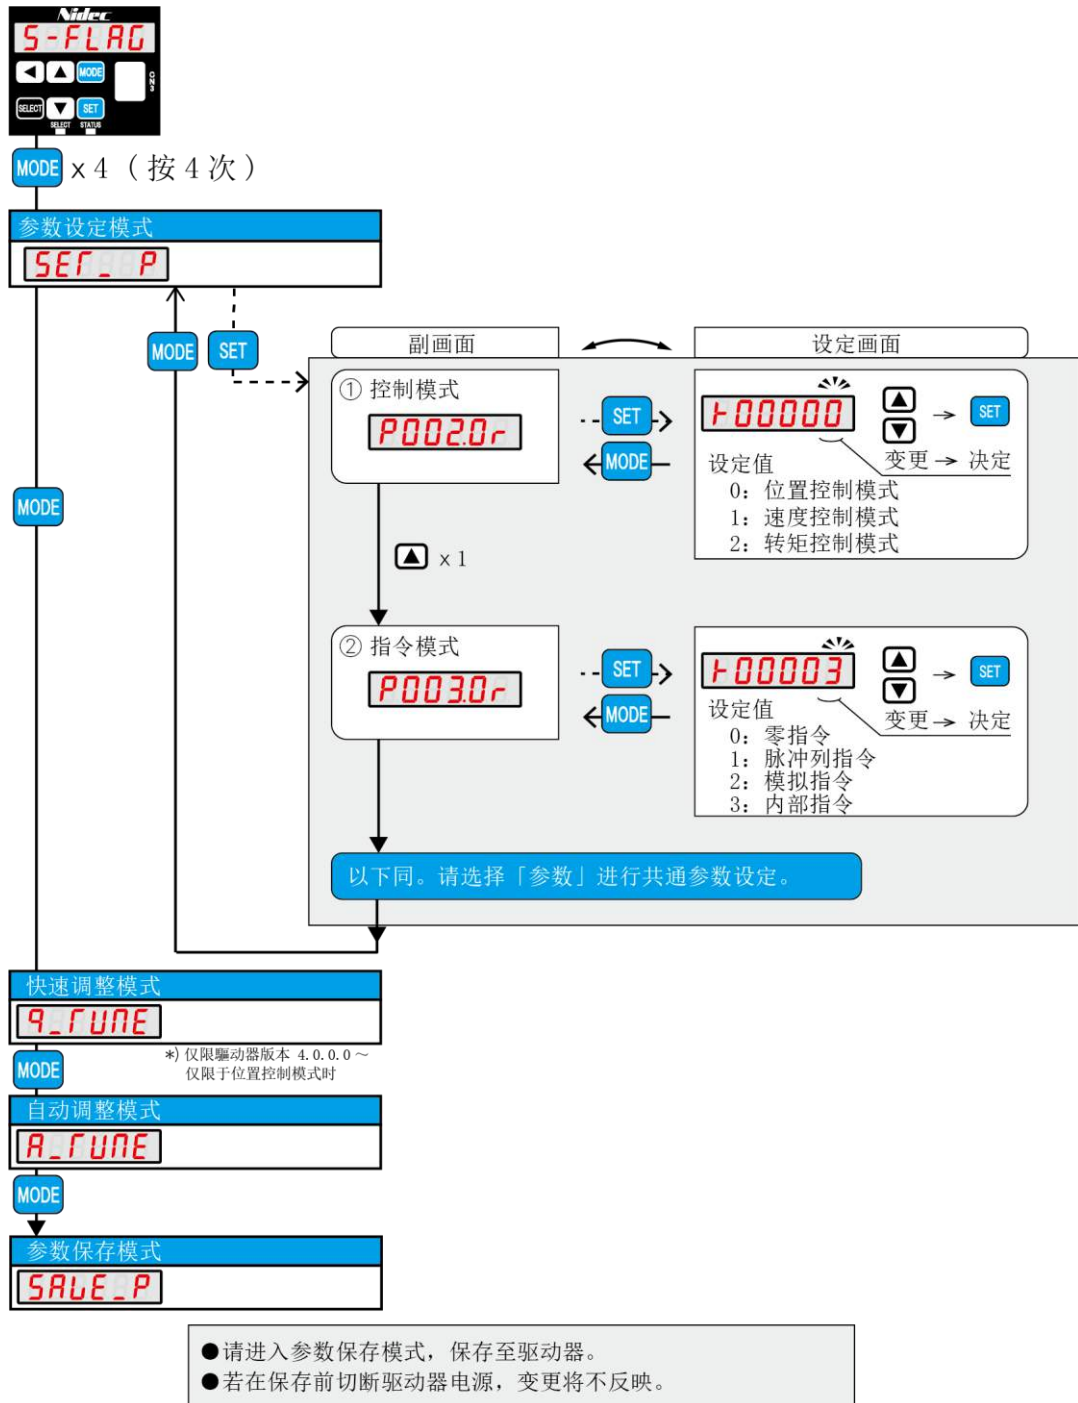 Nidec
S-FLAG
MODE
CN3
SELECT
SET
SELECT STATUS
MODE x 4 (按 4 次)
参数设定模式
SET_ P
MODE SET
副画面
设定画面
① 控制模式
P002.0r
SET
MODE
r00000
SET
变更 → 决定
设定值
0: 位置控制模式
1: 速度控制模式
2: 转矩控制模式
MODE
x 1
② 指令模式
P003.0r
SET
MODE
r00003
SET
变更 → 决定
设定值
0: 零指令
1: 脉冲列指令
2: 模拟指令
3: 内部指令
以下同。请选择「参数」进行共通参数设定。
快速调整模式
q_TUNE
*) 仅限驱动器版本 4.0.0.0～
仅限于位置控制模式时
MODE
自动调整模式
A_TUNE
MODE
参数保存模式
SAVE_P
●请进入参数保存模式，保存至驱动器。
●若在保存前切断驱动器电源，变更将不反映。